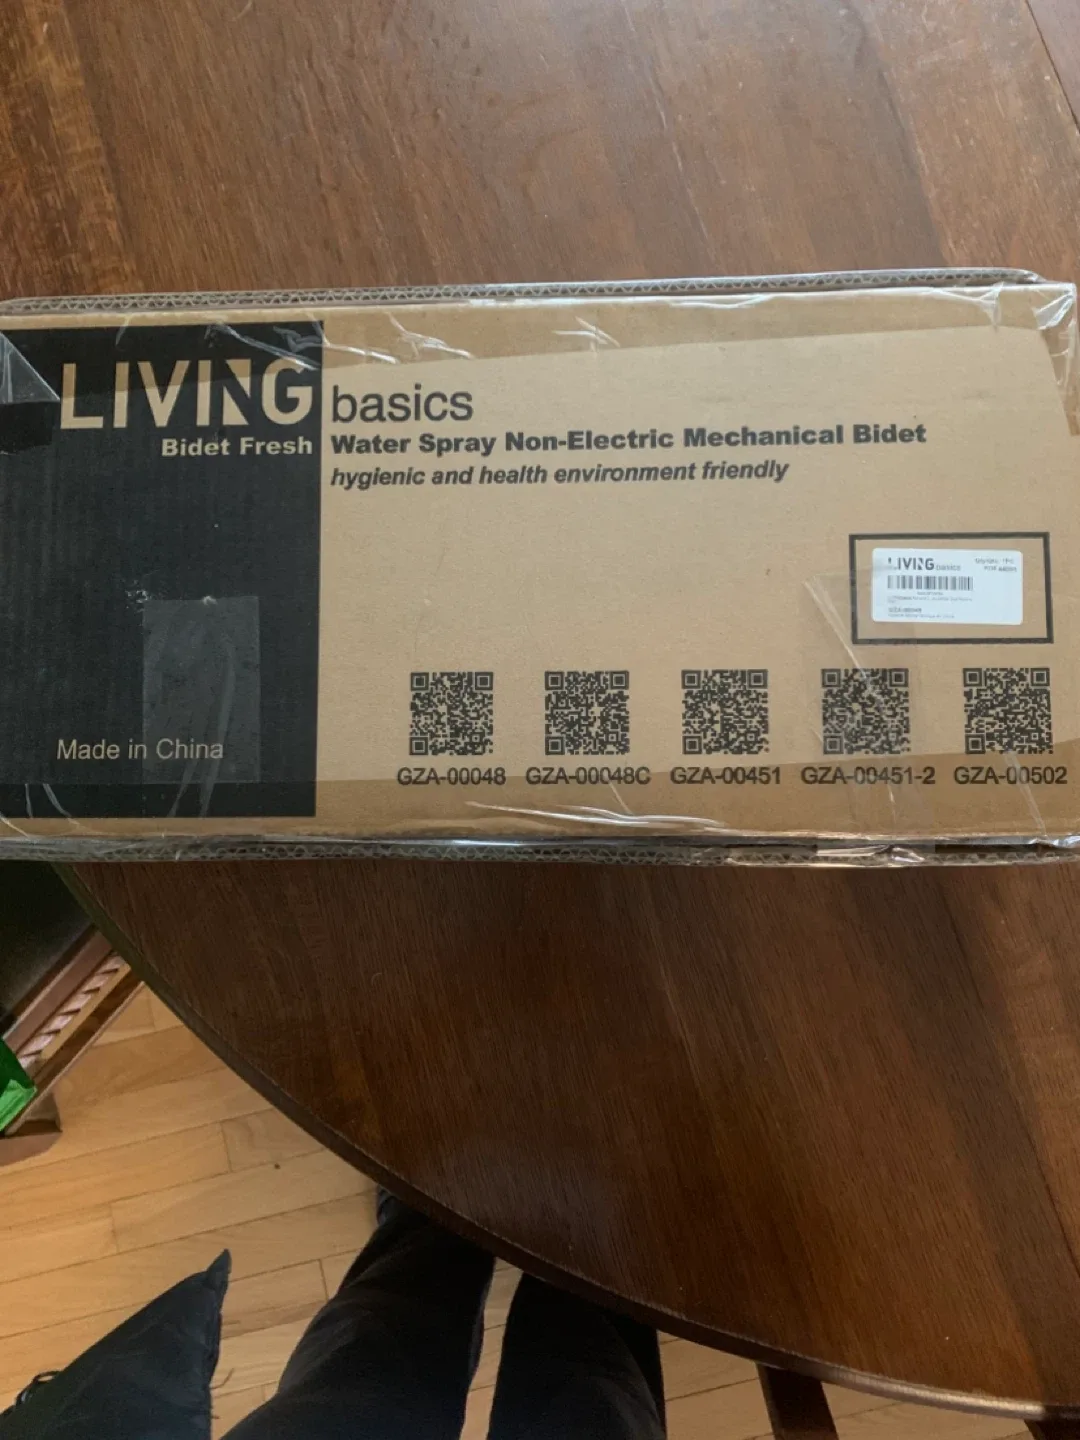 LIVING basics
Bidet Fresh
Water Spray Non-Electric Mechanical Bidet
hygienic and health environment friendly
LIVING
Made in China
GZA-00048 GZA-00048C GZA-00451 GZA-00451-2 GZA-00502